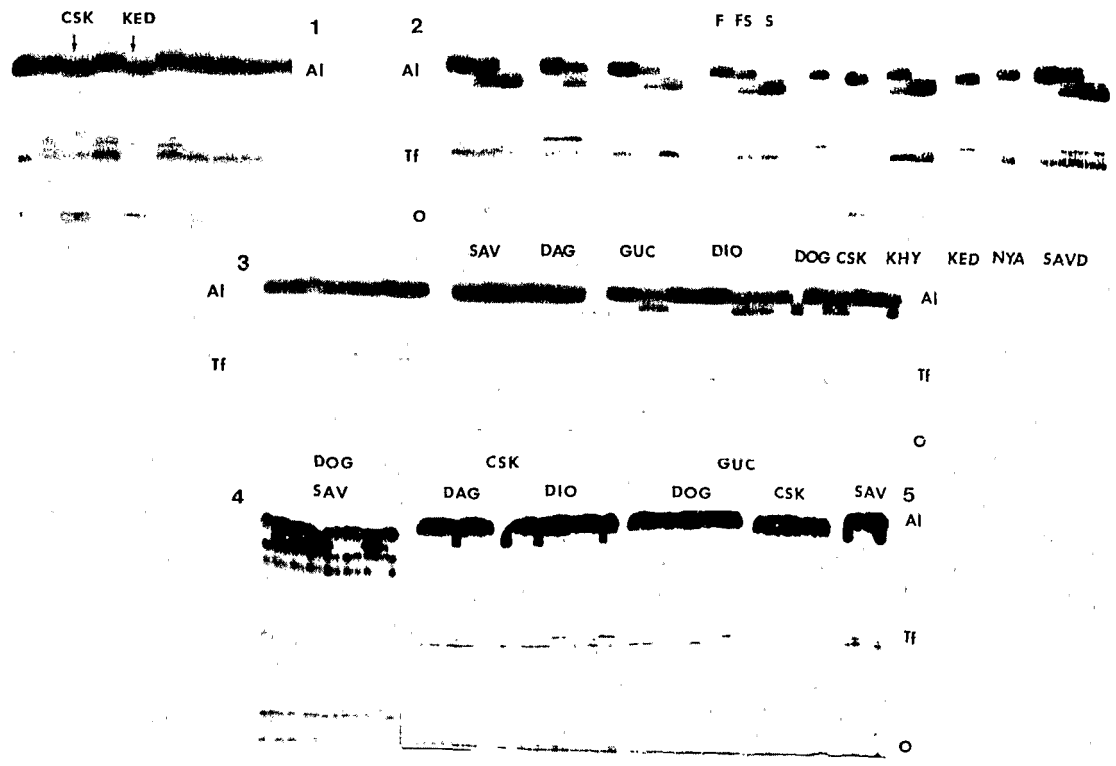 CSK KED
1 2 F FS S
Al Al
Tf
O
SAV DAG GUC DIO DOG CSK KHY KED NYA SAVD
3
Al Al
Tf Tf
O
DOG CSK GUC
4 SAV DAG DIO DOG CSK SAV 5
Al
Tf
O